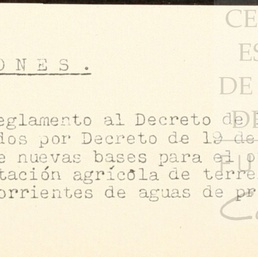 ONES.
eglamento al Decreto de
dos por Decreto de 19 de
e nuevas bases para el p
tación agrícola de terre
orrientes de aguas de pr
CE
ES
DE